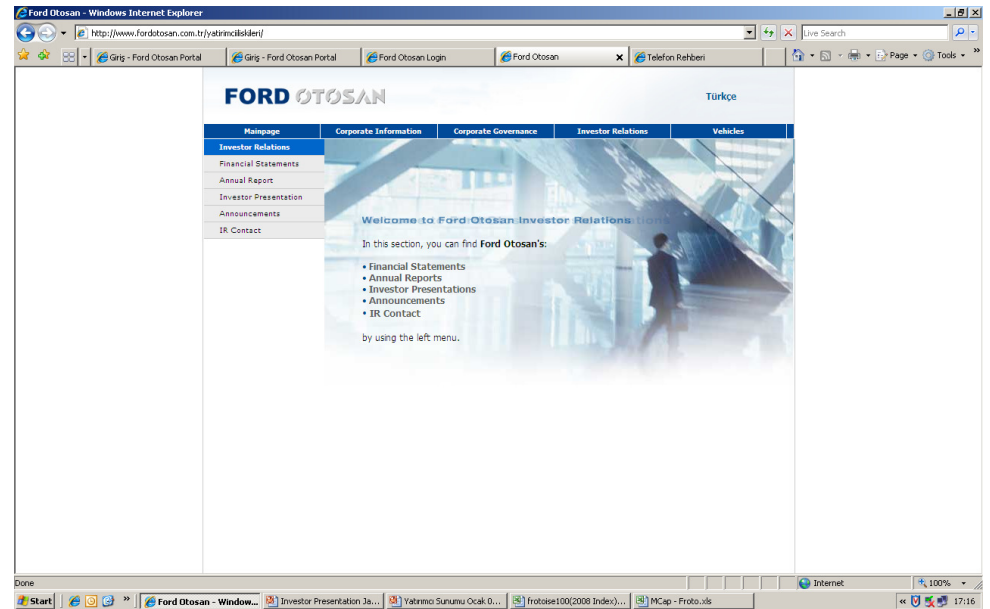 Ford Otosan - Windows Internet Explorer
http://www.fordotosan.com.tr/yatirimciiliskileri/
Live Search
Giriş - Ford Otosan Portal
Giriş - Ford Otosan Portal
Ford Otosan Login
Ford Otosan
Telefon Rehberi
Page
Tools
FORD OTOSAN
Türkçe
Mainpage
Corporate Information
Corporate Governance
Investor Relations
Vehicles
Investor Relations
Financial Statements
Annual Report
Investor Presentation
Announcements
IR Contact
Welcome to Ford Otosan Investor Relations
In this section, you can find Ford Otosan's:
• Financial Statements
• Annual Reports
• Investor Presentations
• Announcements
• IR Contact
by using the left menu.
Done
Internet
100%
Start
Ford Otosan - Window...
Investor Presentation Ja...
Yatırımcı Sunumu Ocak 0...
frotoise100(2008 Index)...
MCap - Froto.xls
17:16